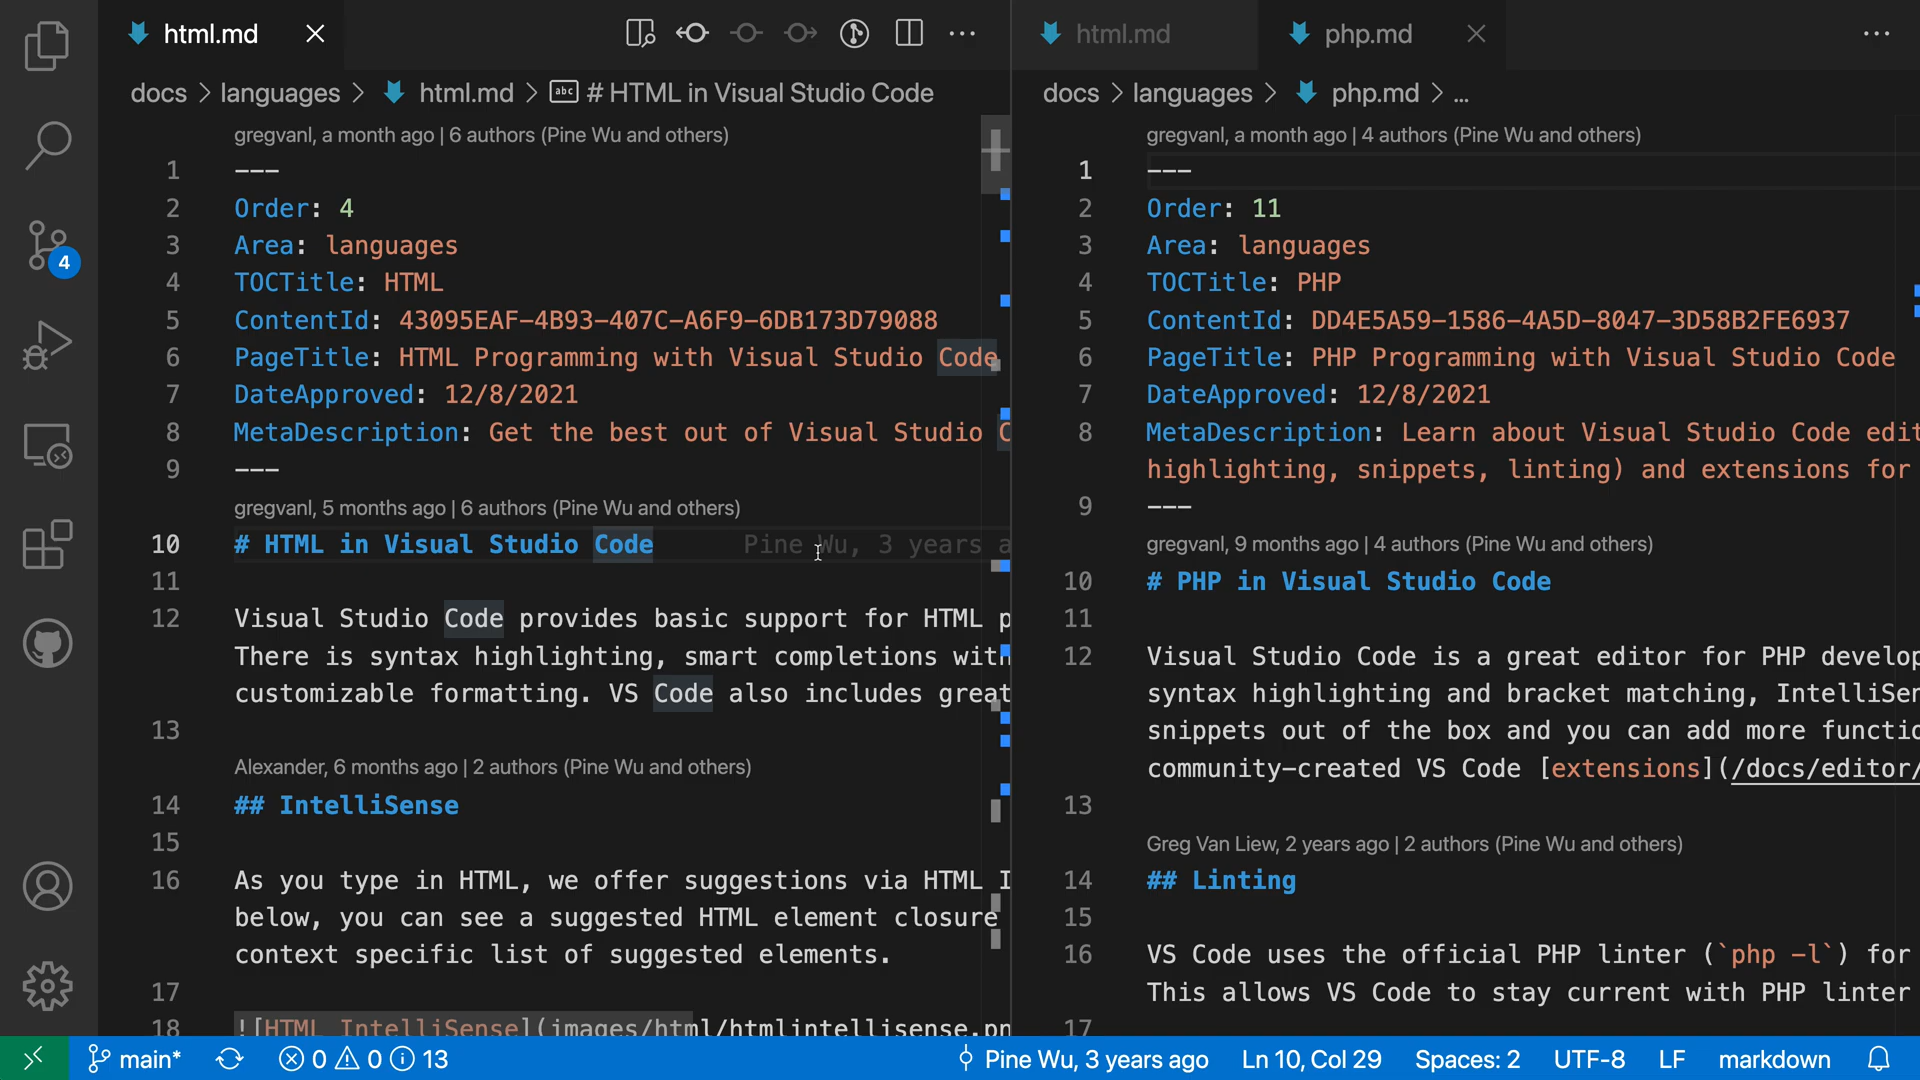 html.md
docs > languages > html.md > # HTML in Visual Studio Code
gregvanl, a month ago | 6 authors (Pine Wu and others)
1 ---
2 Order: 4
3 Area: languages
4 TOCTitle: HTML
5 ContentId: 43095EAF-4B93-407C-A6F9-6DB173D79088
6 PageTitle: HTML Programming with Visual Studio Code
7 DateApproved: 12/8/2021
8 MetaDescription: Get the best out of Visual Studio C
9 ---
gregvanl, 5 months ago | 6 authors (Pine Wu and others)
10 # HTML in Visual Studio Code Pine Wu, 3 years a
11
12 Visual Studio Code provides basic support for HTML p
There is syntax highlighting, smart completions with
customizable formatting. VS Code also includes great
13
Alexander, 6 months ago | 2 authors (Pine Wu and others)
14 ## IntelliSense
15
16 As you type in HTML, we offer suggestions via HTML I
below, you can see a suggested HTML element closure
context specific list of suggested elements.
17
18 ![HTML IntelliSense](images/html/htmlintellisense.pn
html.md
php.md
docs > languages > php.md > ...
gregvanl, a month ago | 4 authors (Pine Wu and others)
1 ---
2 Order: 11
3 Area: languages
4 TOCTitle: PHP
5 ContentId: DD4E5A59-1586-4A5D-8047-3D58B2FE6937
6 PageTitle: PHP Programming with Visual Studio Code
7 DateApproved: 12/8/2021
8 MetaDescription: Learn about Visual Studio Code edit
highlighting, snippets, linting) and extensions for
9 ---
gregvanl, 9 months ago | 4 authors (Pine Wu and others)
10 # PHP in Visual Studio Code
11
12 Visual Studio Code is a great editor for PHP develop
syntax highlighting and bracket matching, IntelliSen
snippets out of the box and you can add more functio
community-created VS Code [extensions](/docs/editor/
13
Greg Van Liew, 2 years ago | 2 authors (Pine Wu and others)
14 ## Linting
15
16 VS Code uses the official PHP linter (`php -l`) for
This allows VS Code to stay current with PHP linter
17
4
main* 0 0 13 Pine Wu, 3 years ago Ln 10, Col 29 Spaces: 2 UTF-8 LF markdown